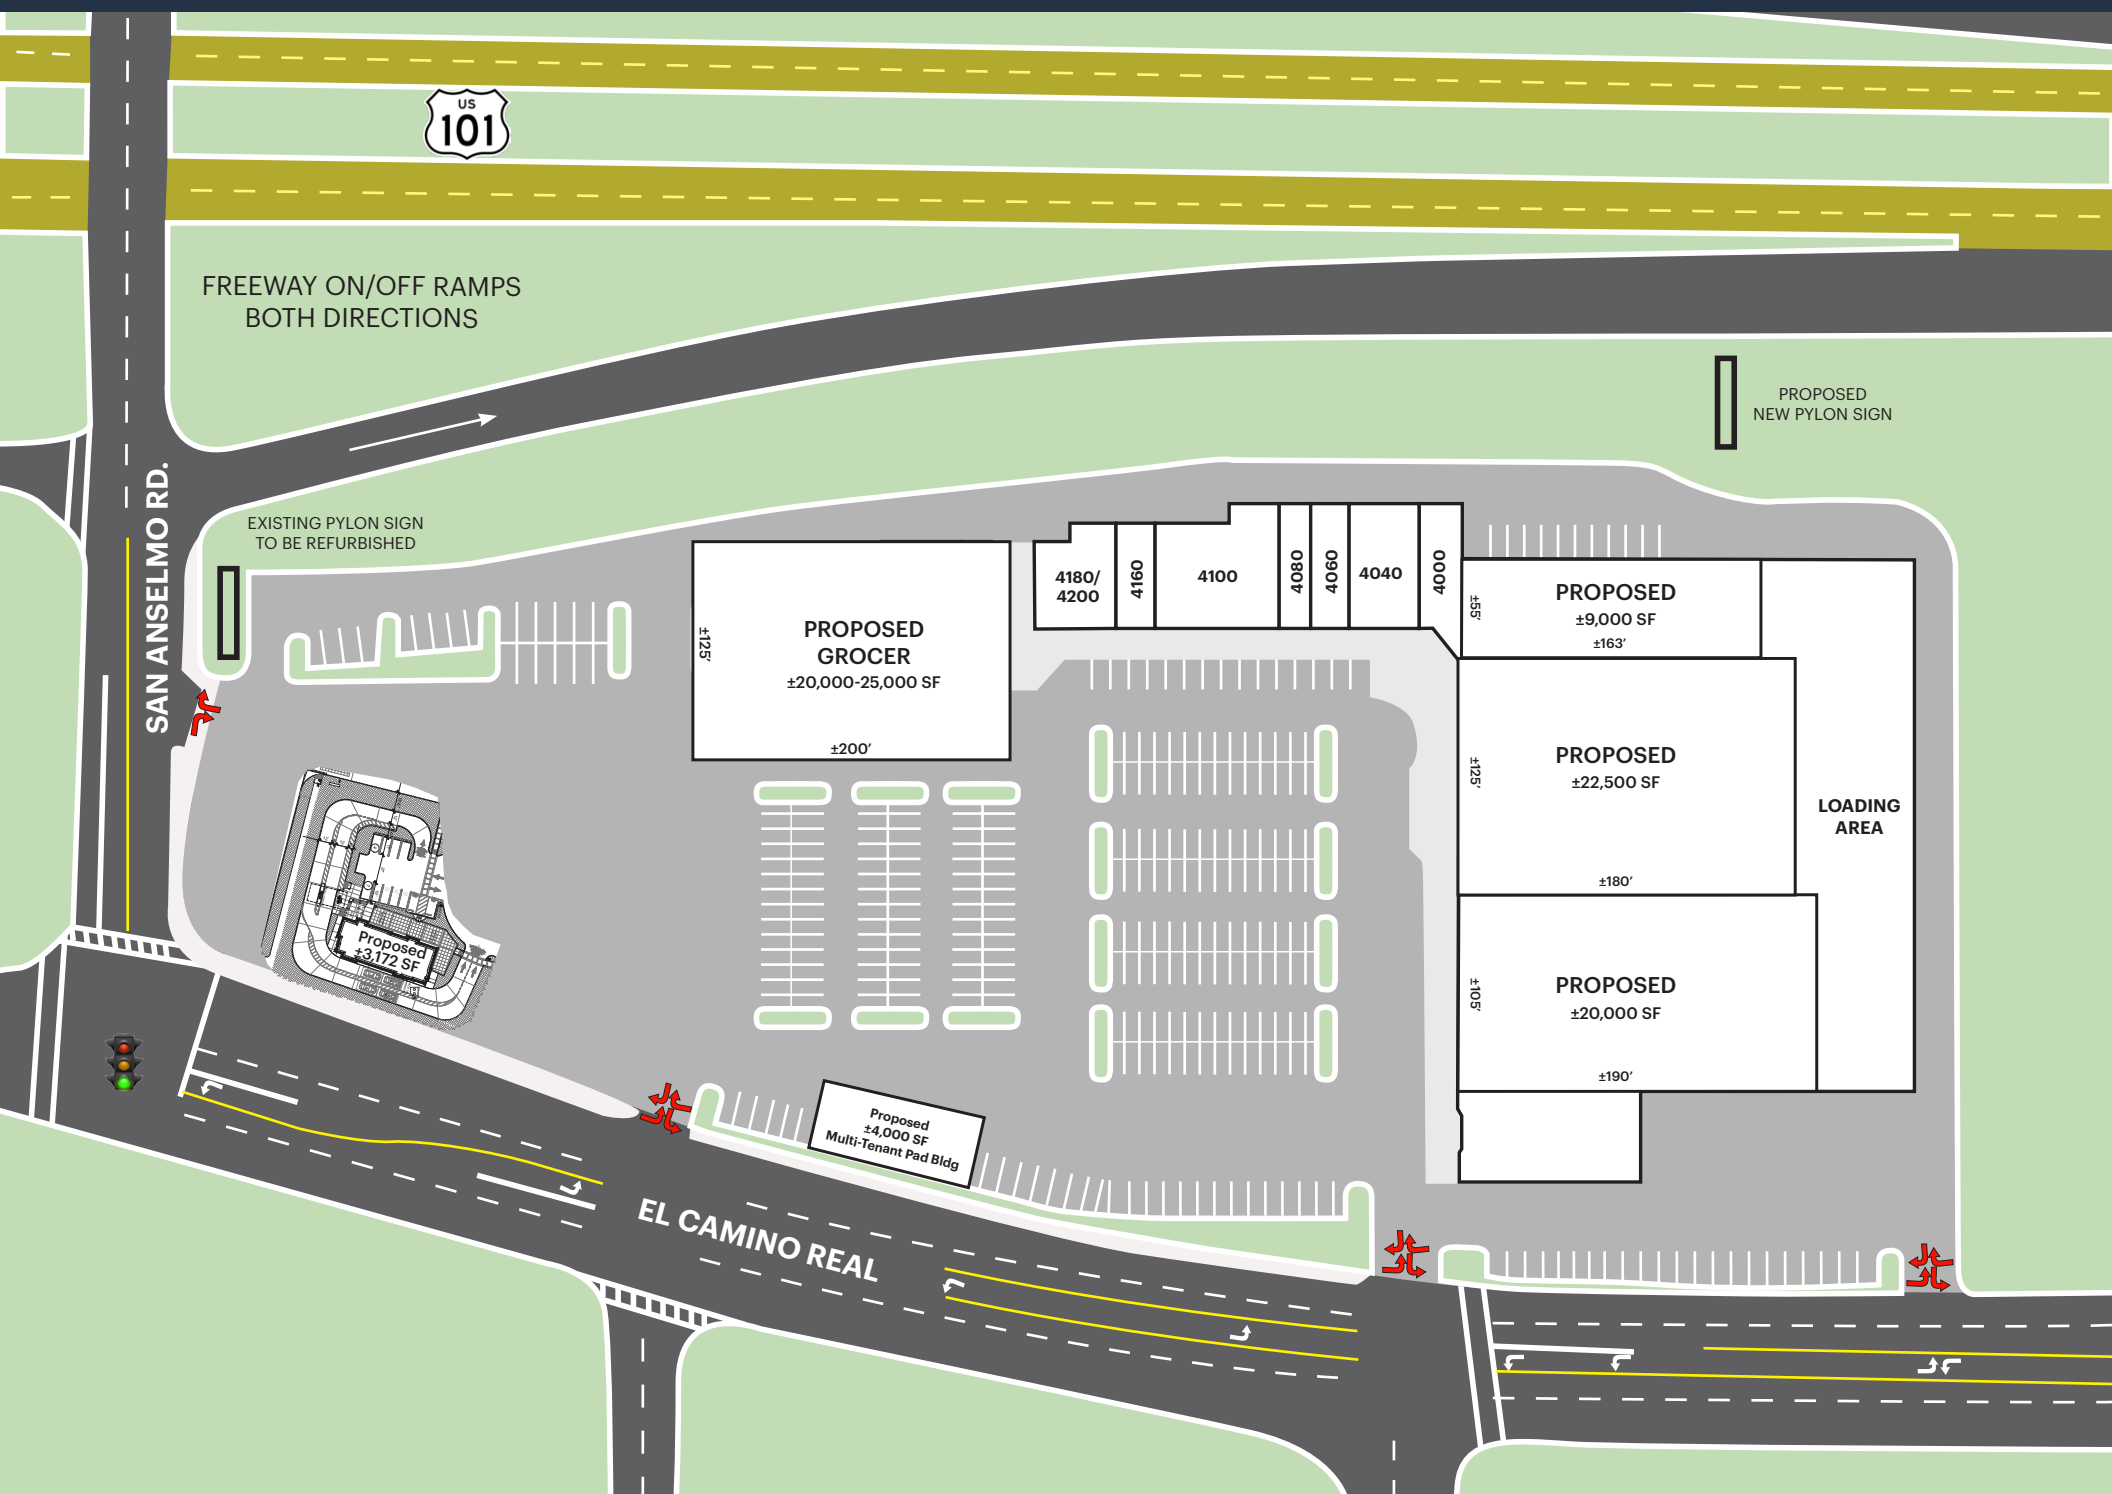 US
101
FREEWAY ON/OFF RAMPS
BOTH DIRECTIONS
PROPOSED
NEW PYLON SIGN
SAN ANSELMO RD.
EXISTING PYLON SIGN
TO BE REFURBISHED
PROPOSED
GROCER
±20,000-25,000 SF
±125′
±200′
4180/
4200
4160
4100
4080
4060
4040
4000
PROPOSED
±9,000 SF
±163′
±55′
PROPOSED
±22,500 SF
±125′
±180′
LOADING
AREA
PROPOSED
±20,000 SF
±105′
±190′
Proposed
±3,172 SF
Proposed
±4,000 SF
Multi-Tenant Pad Bldg
EL CAMINO REAL